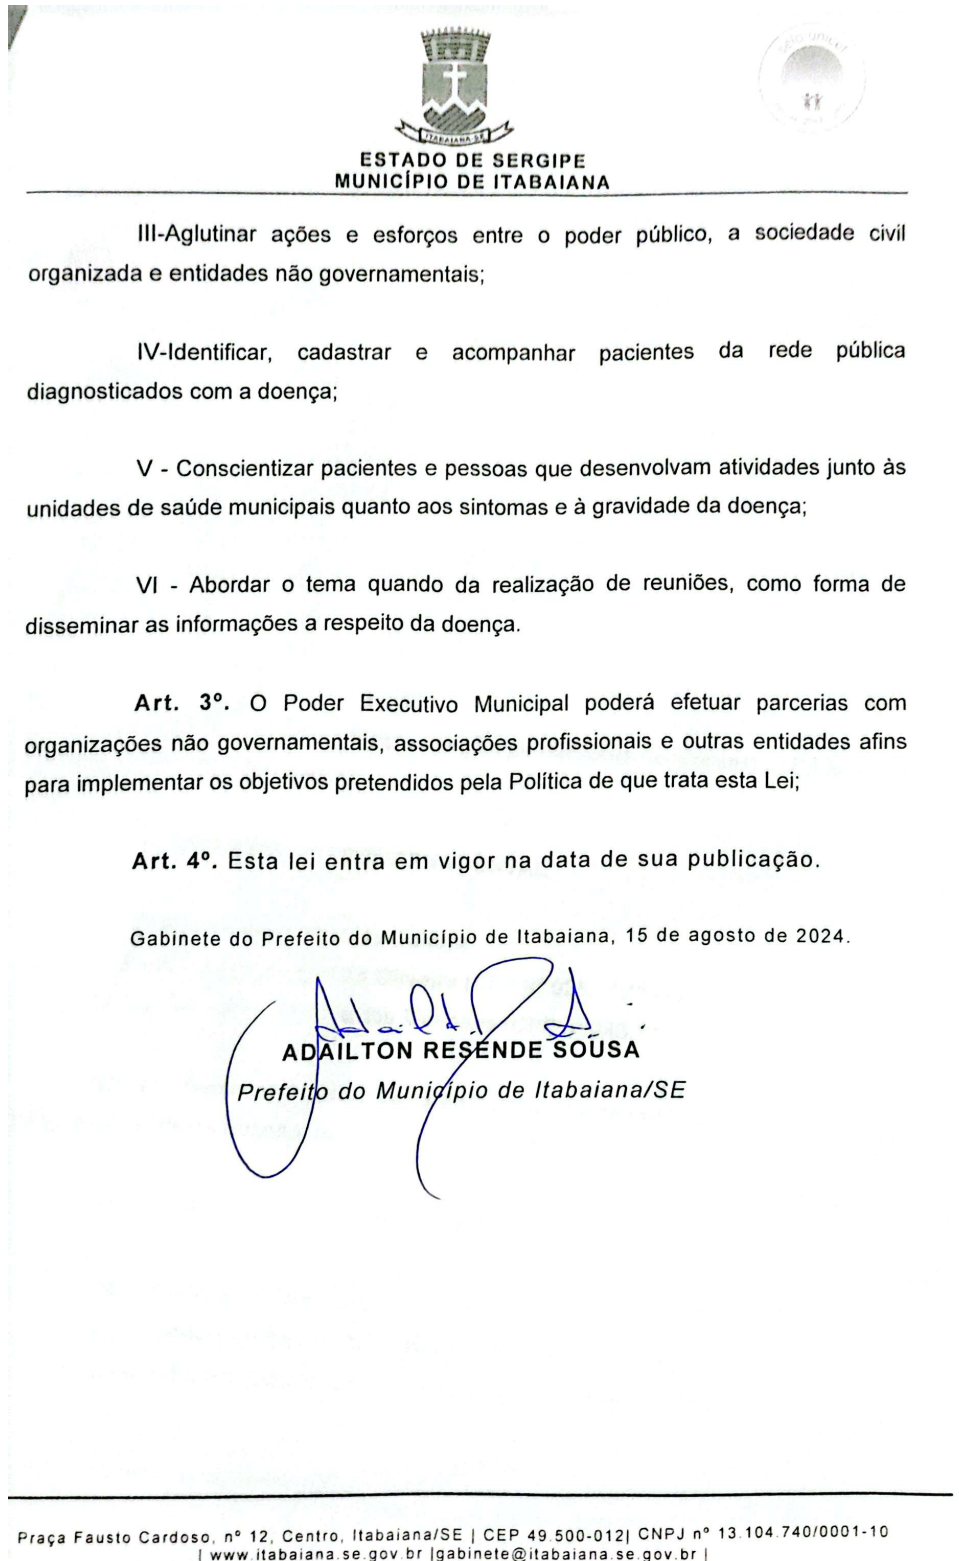 ITABAIANA-SE
selo unicef
ESTADO DE SERGIPE
MUNICÍPIO DE ITABAIANA
III-Aglutinar ações e esforços entre o poder público, a sociedade civil
organizada e entidades não governamentais;
IV-Identificar, cadastrar e acompanhar pacientes da rede pública
diagnosticados com a doença;
V - Conscientizar pacientes e pessoas que desenvolvam atividades junto às
unidades de saúde municipais quanto aos sintomas e à gravidade da doença;
VI - Abordar o tema quando da realização de reuniões, como forma de
disseminar as informações a respeito da doença.
Art. 3º. O Poder Executivo Municipal poderá efetuar parcerias com
organizações não governamentais, associações profissionais e outras entidades afins
para implementar os objetivos pretendidos pela Política de que trata esta Lei;
Art. 4º. Esta lei entra em vigor na data de sua publicação.
Gabinete do Prefeito do Município de Itabaiana, 15 de agosto de 2024.
ADAILTON RESENDE SOUSA
Prefeito do Município de Itabaiana/SE
Praça Fausto Cardoso, nº 12, Centro, Itabaiana/SE | CEP 49.500-012| CNPJ nº 13.104.740/0001-10
| www.itabaiana.se.gov.br |gabinete@itabaiana.se.gov.br |